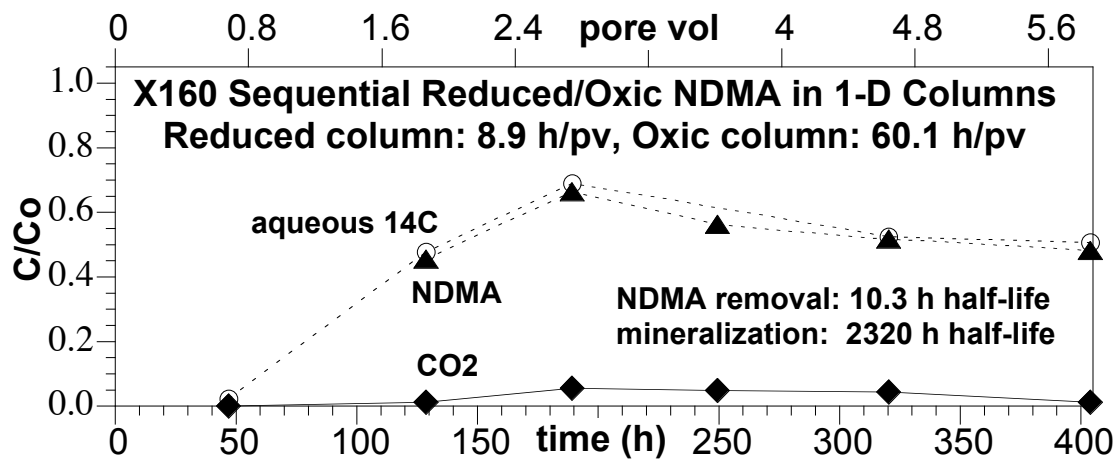 0 0.8 1.6 2.4 pore vol 4 4.8 5.6
X160 Sequential Reduced/Oxic NDMA in 1-D Columns
Reduced column: 8.9 h/pv, Oxic column: 60.1 h/pv
1.0
0.8
0.6
0.4
0.2
0.0
C/Co
aqueous 14C
NDMA
NDMA removal: 10.3 h half-life
mineralization: 2320 h half-life
CO2
0 50 100 150 time (h) 250 300 350 400